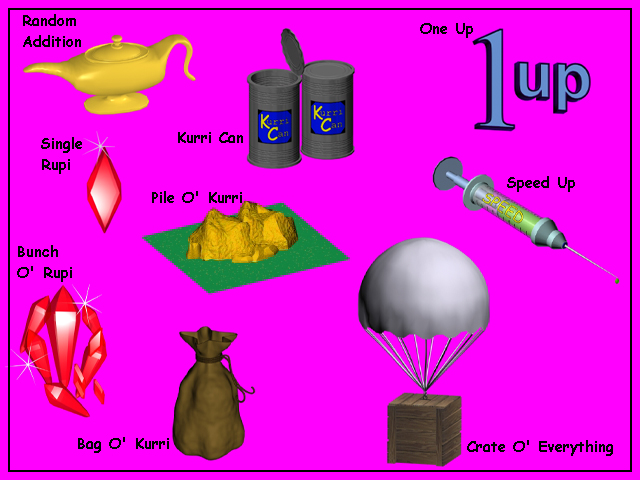 Random
Addition
One Up
1up
Kurri
Can
Kurri
Can
Kurri Can
Single
Rupi
Speed Up
SPEED
Pile O' Kurri
Bunch
O' Rupi
Bag O' Kurri
Crate O' Everything